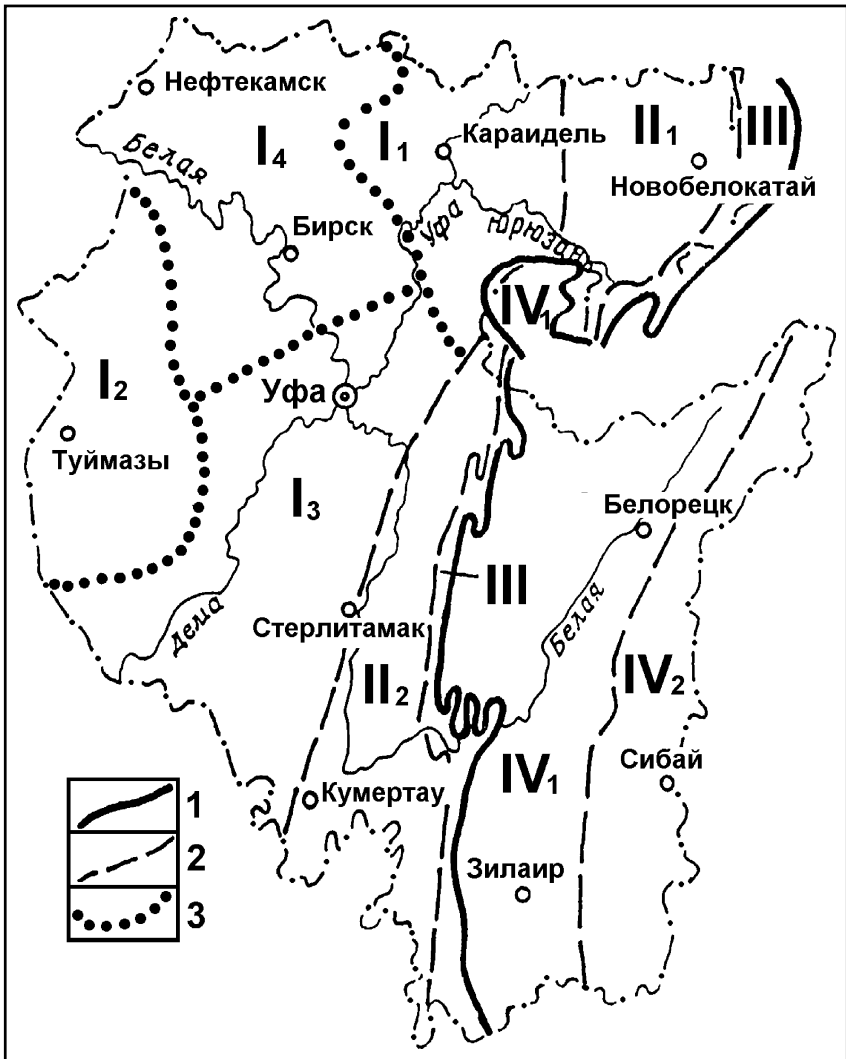 Нефтекамск
I₁
II₁
III
Караидель
I₄
Белая
Новобелокатай
Уфа
Юрюзань
Бирск
IV₁
I₂
Уфа
Туймазы
I₃
Белорецк
III
Дема
Стерлитамак
Белая
II₂
IV₂
Сибай
IV₁
Кумертау
1
2
Зилаир
3